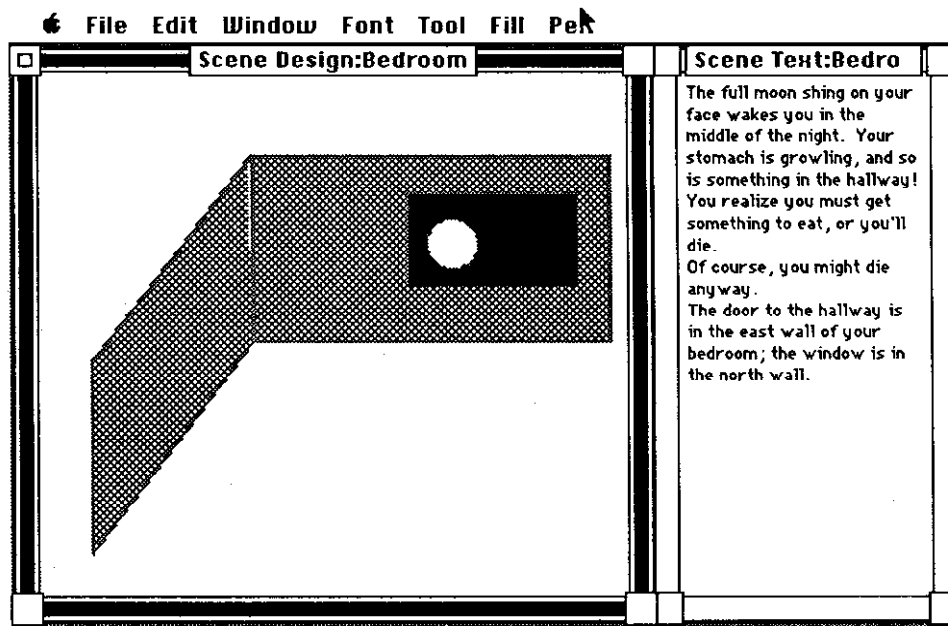 File Edit Window Font Tool Fill Pen
Scene Design:Bedroom
Scene Text:Bedro
The full moon shing on your
face wakes you in the
middle of the night. Your
stomach is growling, and so
is something in the hallway!
You realize you must get
something to eat, or you'll
die.
Of course, you might die
anyway.
The door to the hallway is
in the east wall of your
bedroom; the window is in
the north wall.